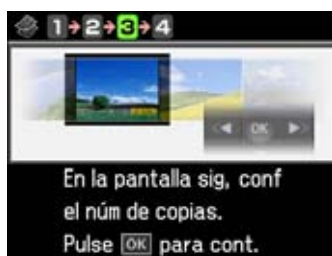 1 2 3 4
OK
En la pantalla sig, conf
el núm de copias.
Pulse OK para cont.